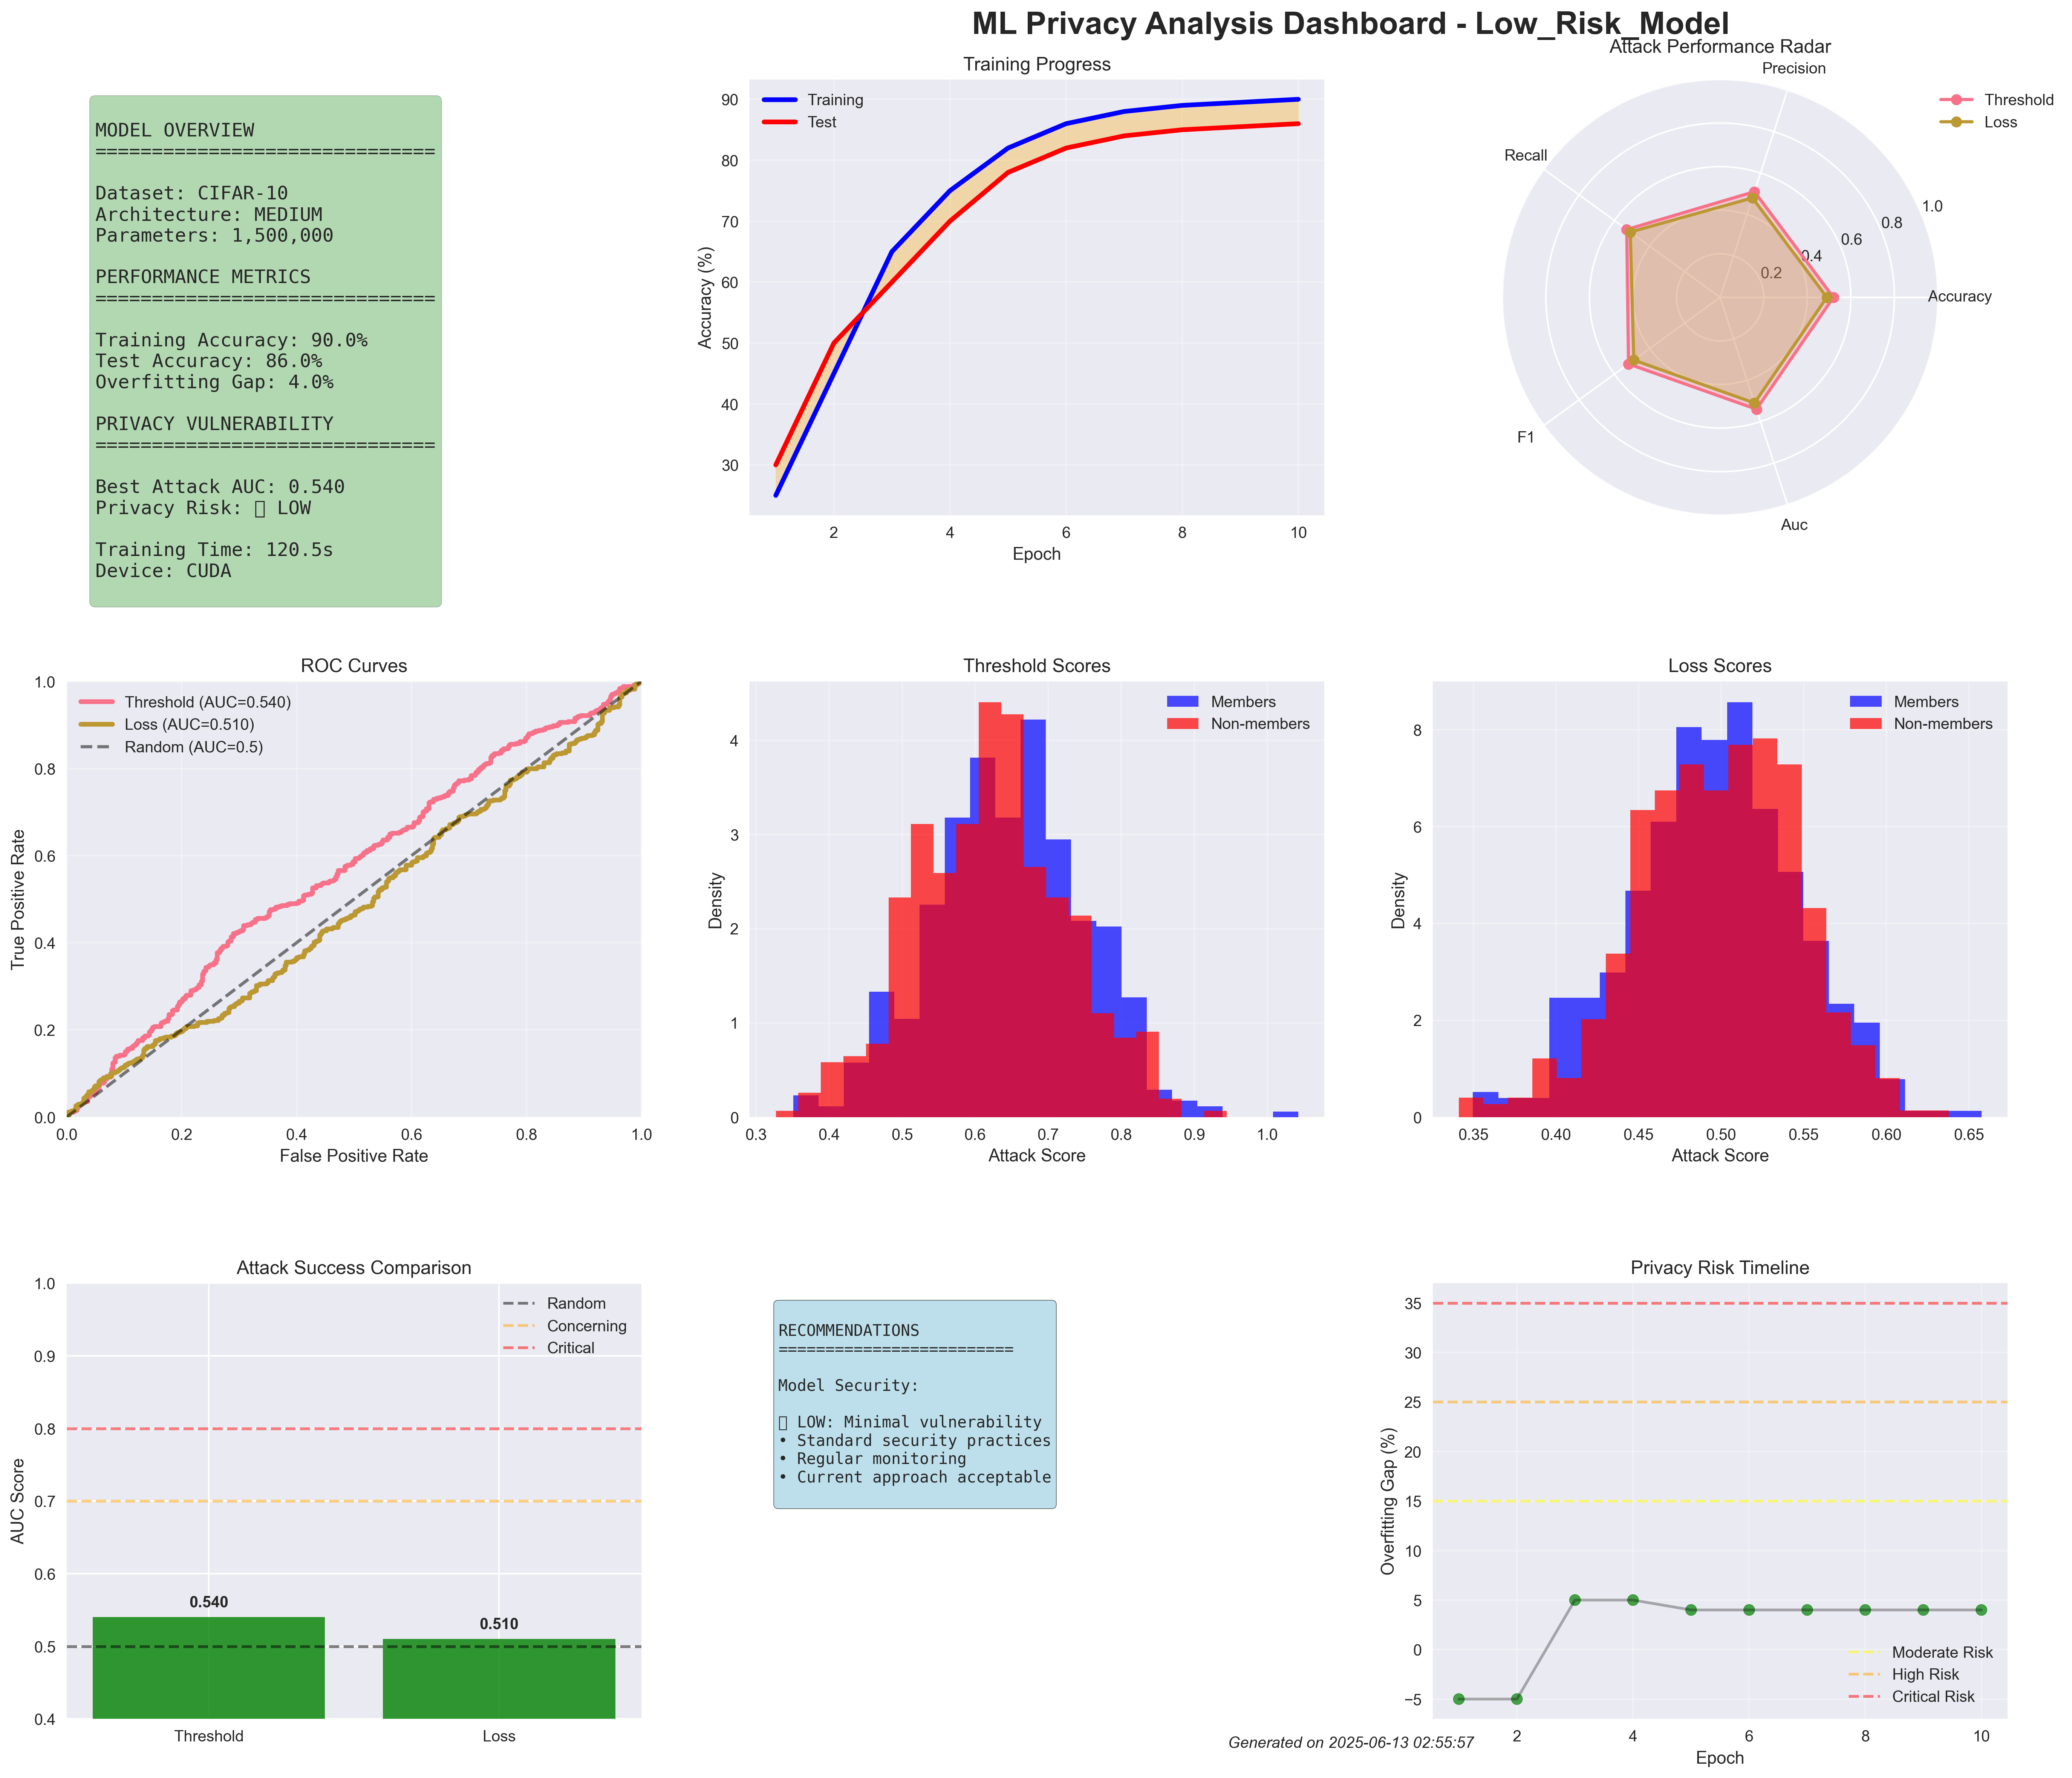 ML Privacy Analysis Dashboard - Low_Risk_Model
MODEL OVERVIEW
==============================
Dataset: CIFAR-10
Architecture: MEDIUM
Parameters: 1,500,000
PERFORMANCE METRICS
==============================
Training Accuracy: 90.0%
Test Accuracy: 86.0%
Overfitting Gap: 4.0%
PRIVACY VULNERABILITY
==============================
Best Attack AUC: 0.540
Privacy Risk: ▯ LOW
Training Time: 120.5s
Device: CUDA
Training Progress
Training
Test
Accuracy (%)
90
80
70
60
50
40
30
2 4 6 8 10
Epoch
Attack Performance Radar
Precision
Threshold
Loss
Recall
1.0
0.8
0.6
0.4
0.2
Accuracy
F1
Auc
ROC Curves
Threshold (AUC=0.540)
Loss (AUC=0.510)
Random (AUC=0.5)
True Positive Rate
1.0
0.8
0.6
0.4
0.2
0.0
0.0 0.2 0.4 0.6 0.8 1.0
False Positive Rate
Threshold Scores
Members
Non-members
Density
4
3
2
1
0
0.3 0.4 0.5 0.6 0.7 0.8 0.9 1.0
Attack Score
Loss Scores
Members
Non-members
Density
8
6
4
2
0
0.35 0.40 0.45 0.50 0.55 0.60 0.65
Attack Score
Attack Success Comparison
Random
Concerning
Critical
AUC Score
1.0
0.9
0.8
0.7
0.6
0.5
0.4
0.540
0.510
Threshold Loss
RECOMMENDATIONS
=========================
Model Security:
▯ LOW: Minimal vulnerability
• Standard security practices
• Regular monitoring
• Current approach acceptable
Privacy Risk Timeline
Overfitting Gap (%)
35
30
25
20
15
10
5
0
−5
Moderate Risk
High Risk
Critical Risk
2 4 6 8 10
Epoch
Generated on 2025-06-13 02:55:57